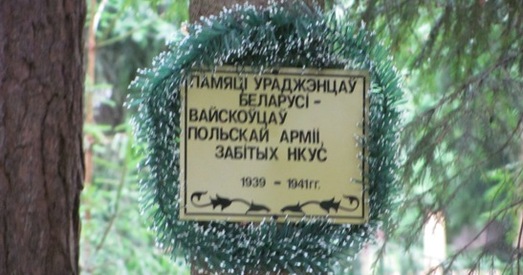 ПАМЯЦІ УРАДЖЭНЦАЎ
БЕЛАРУСІ -
ВАЙСКОЎЦАЎ
ПОЛЬСКАЙ АРМІІ,
ЗАБІТЫХ НКУС
1939 - 1941гг.